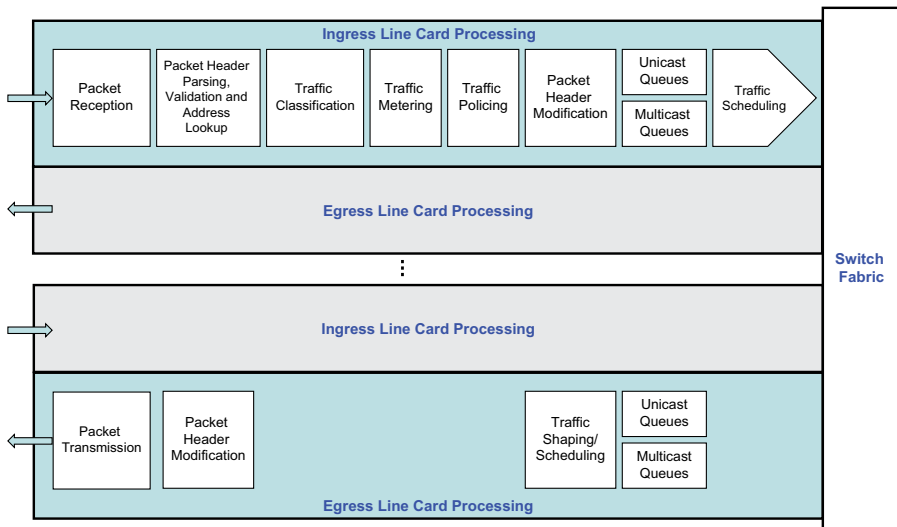 Ingress Line Card Processing
Packet
Reception
Packet Header
Parsing,
Validation and
Address
Lookup
Traffic
Classification
Traffic
Metering
Traffic
Policing
Packet
Header
Modification
Unicast
Queues
Multicast
Queues
Traffic
Scheduling
Egress Line Card Processing
Switch
Fabric
Ingress Line Card Processing
Packet
Transmission
Packet
Header
Modification
Traffic
Shaping/
Scheduling
Unicast
Queues
Multicast
Queues
Egress Line Card Processing